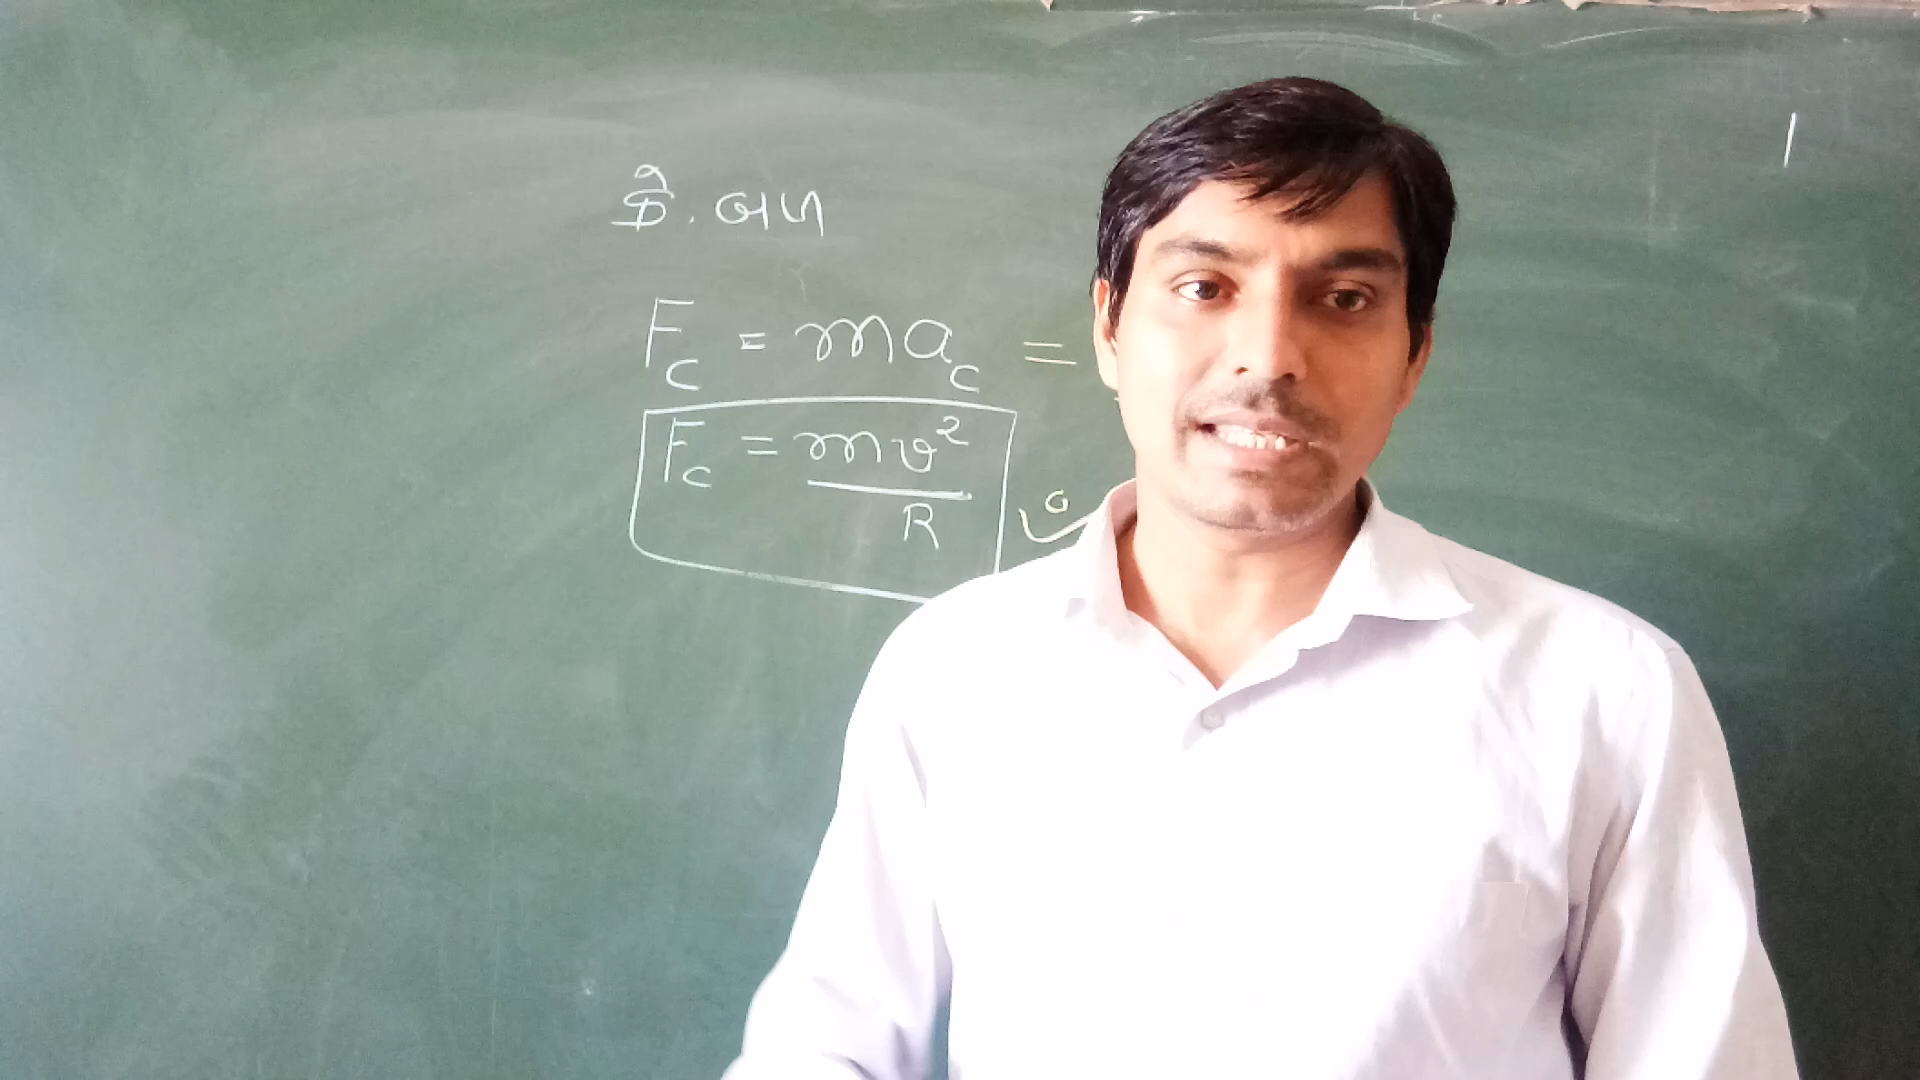 કે. બળ
F_c = ma_c =
F_c = mv²/R